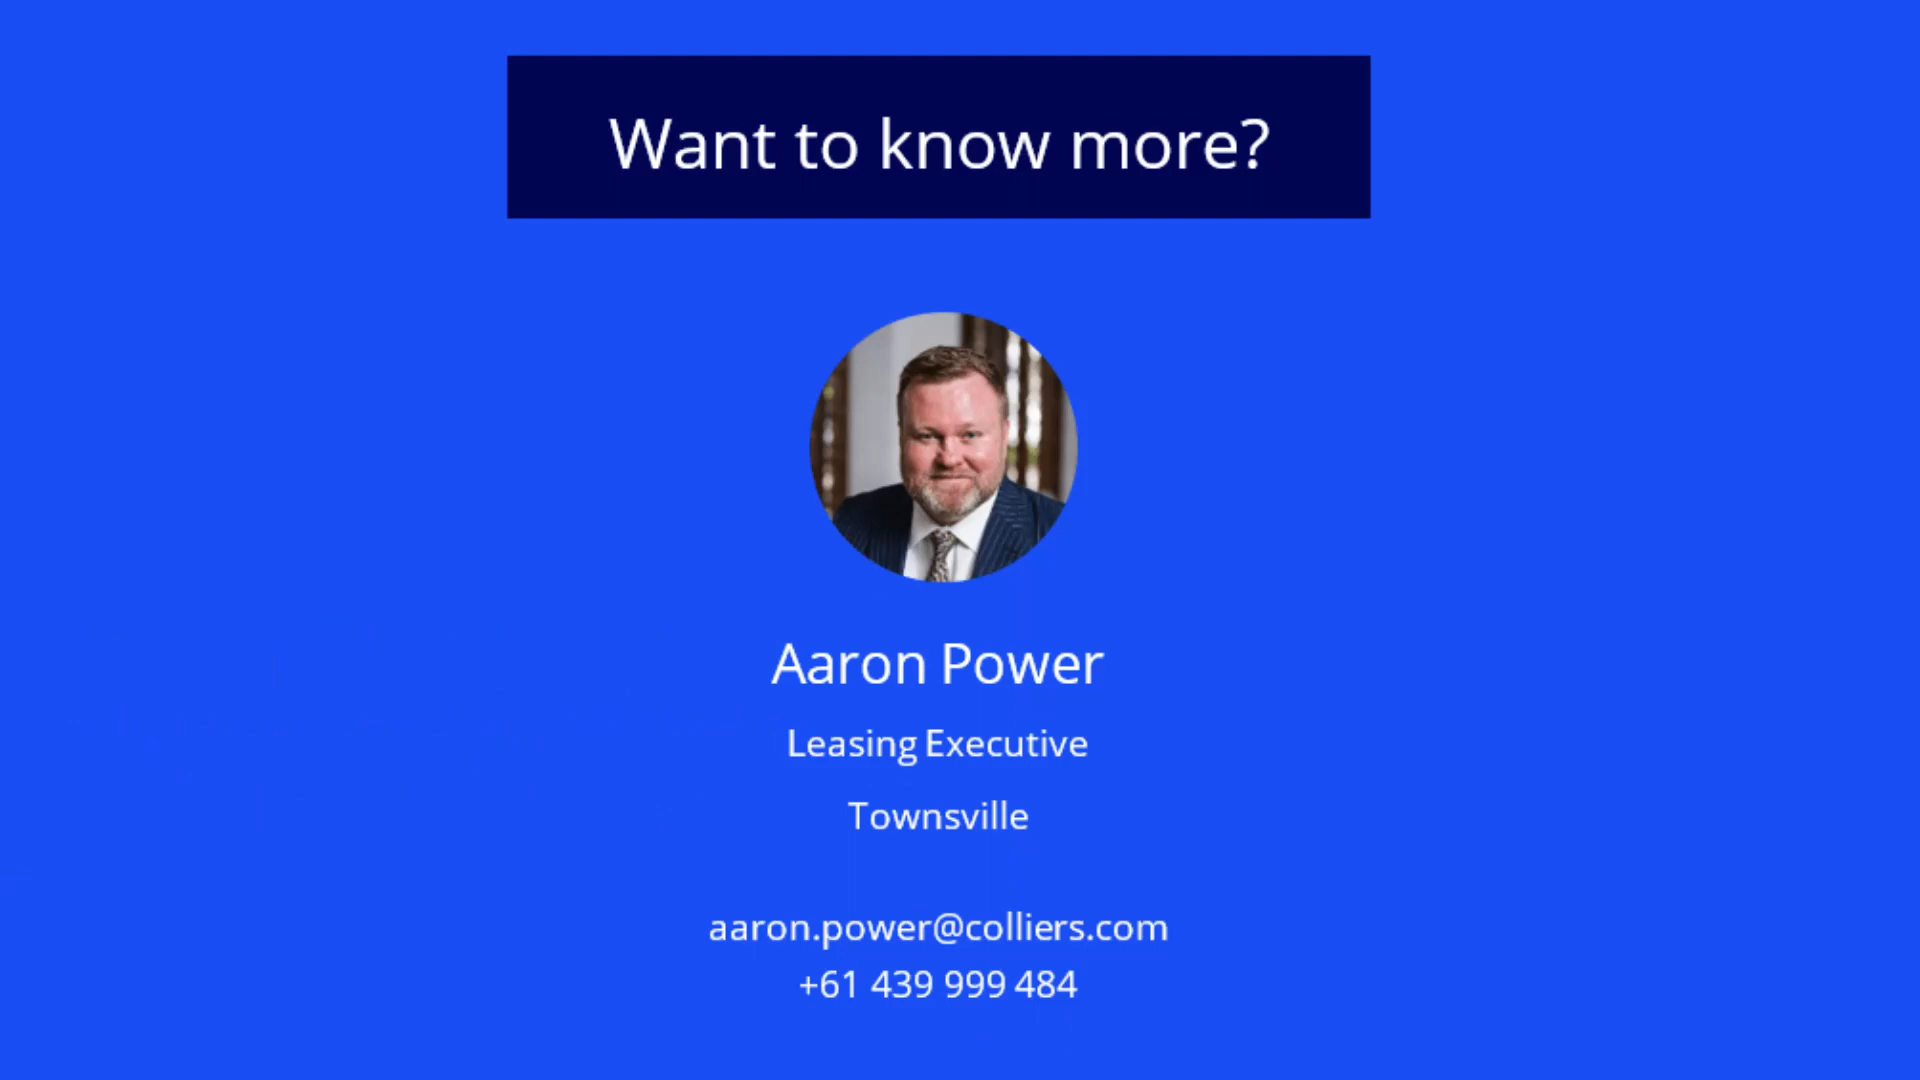 Want to know more?
Aaron Power
Leasing Executive
Townsville
aaron.power@colliers.com
+61 439 999 484